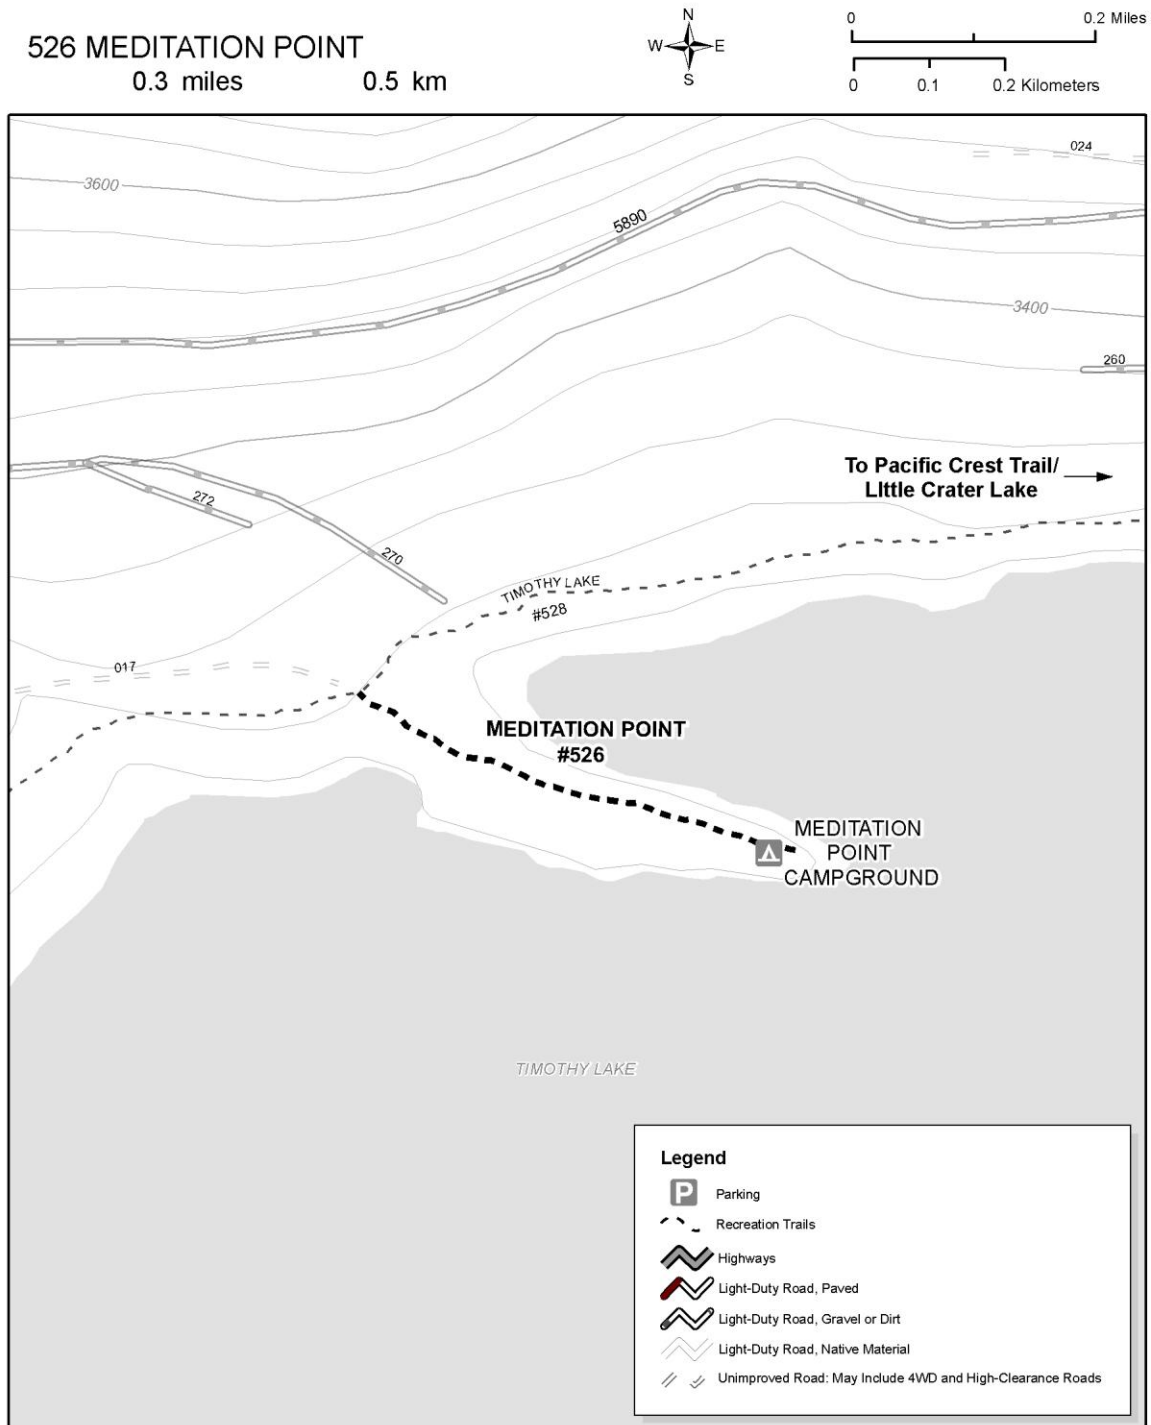 526 MEDITATION POINT
0.3 miles 0.5 km
N
W E
S
0 0.2 Miles
0 0.1 0.2 Kilometers
024
3600
5890
3400
260
To Pacific Crest Trail/
LIttle Crater Lake
272
270
TIMOTHY LAKE
#528
017
MEDITATION POINT
#526
MEDITATION
POINT
CAMPGROUND
TIMOTHY LAKE
Legend
P Parking
Recreation Trails
Highways
Light-Duty Road, Paved
Light-Duty Road, Gravel or Dirt
Light-Duty Road, Native Material
Unimproved Road: May Include 4WD and High-Clearance Roads